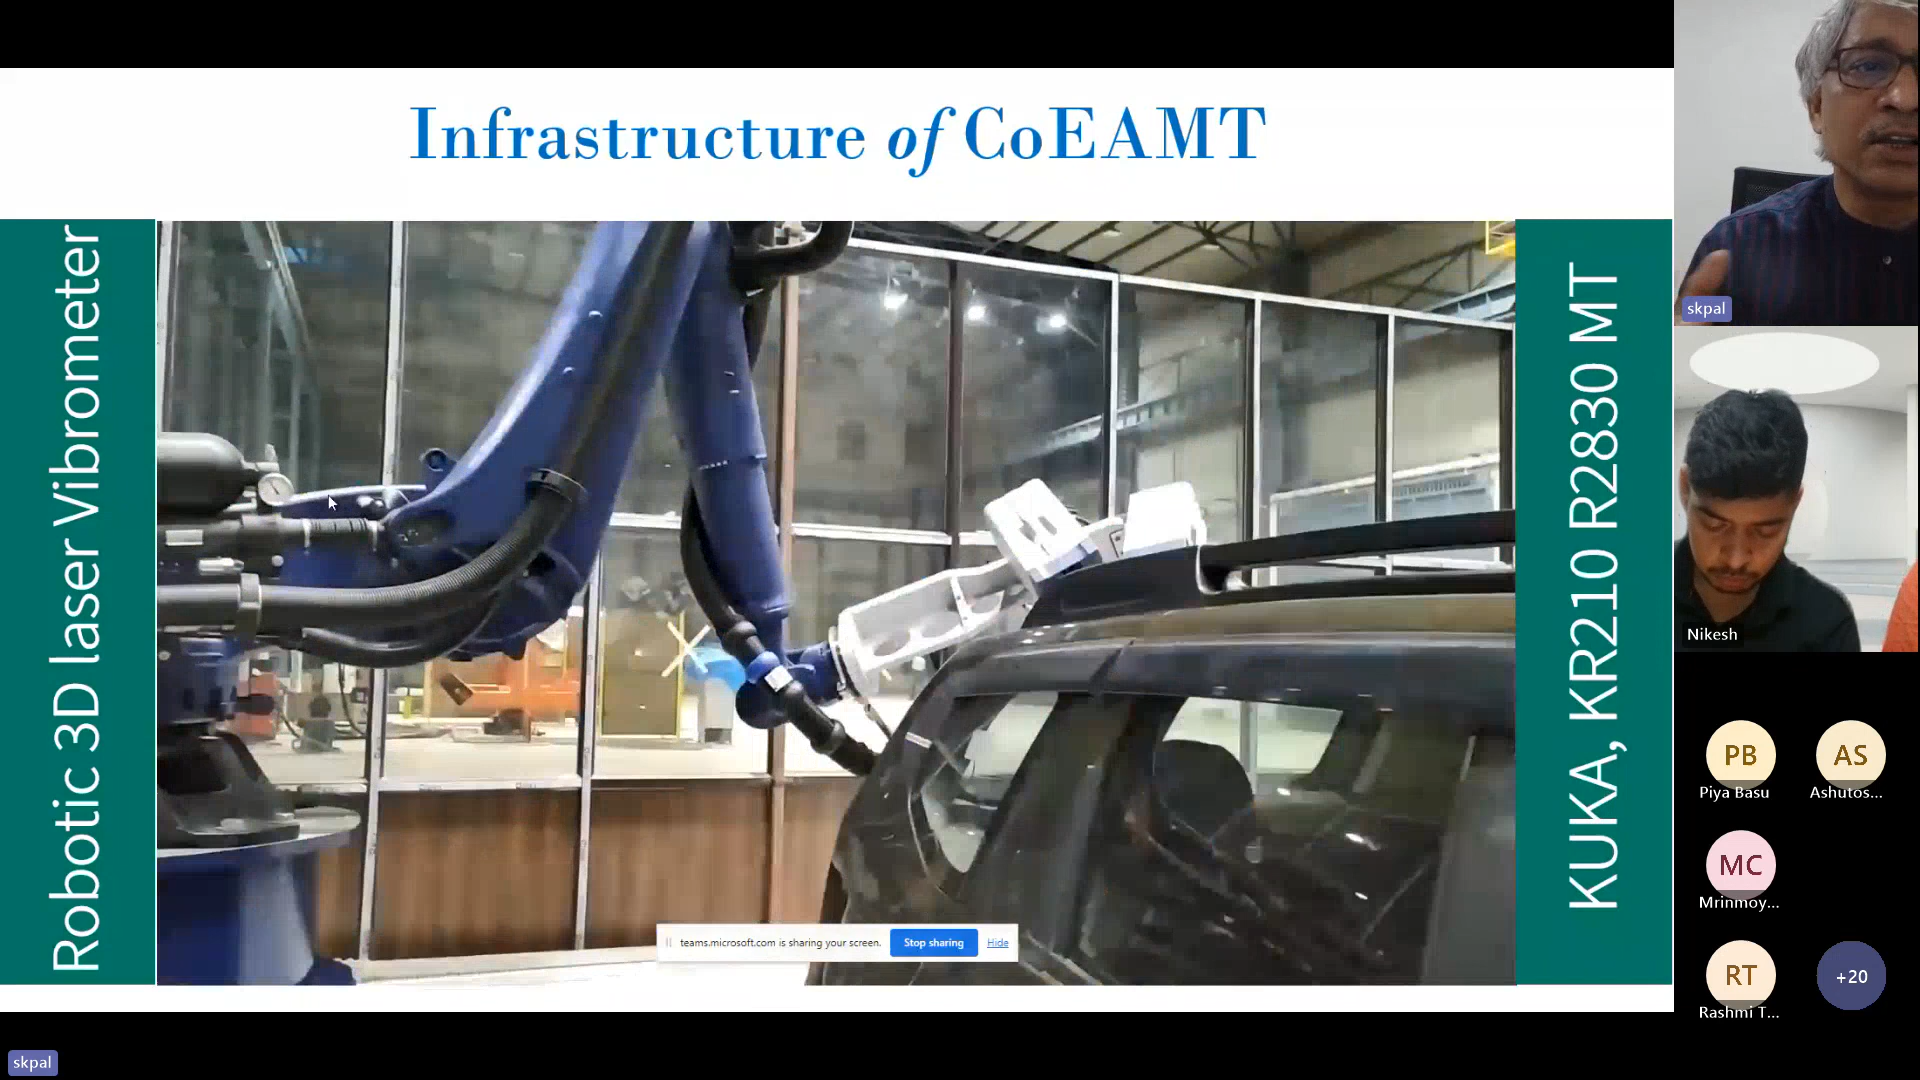 Infrastructure of CoEAMT
Robotic 3D laser Vibrometer
KUKA, KR210 R2830 MT
teams.microsoft.com is sharing your screen.
Stop sharing
Hide
skpal
Nikesh
PB
Piya Basu
AS
Ashutos...
MC
Mrinmoy...
RT
Rashmi T...
+20
skpal